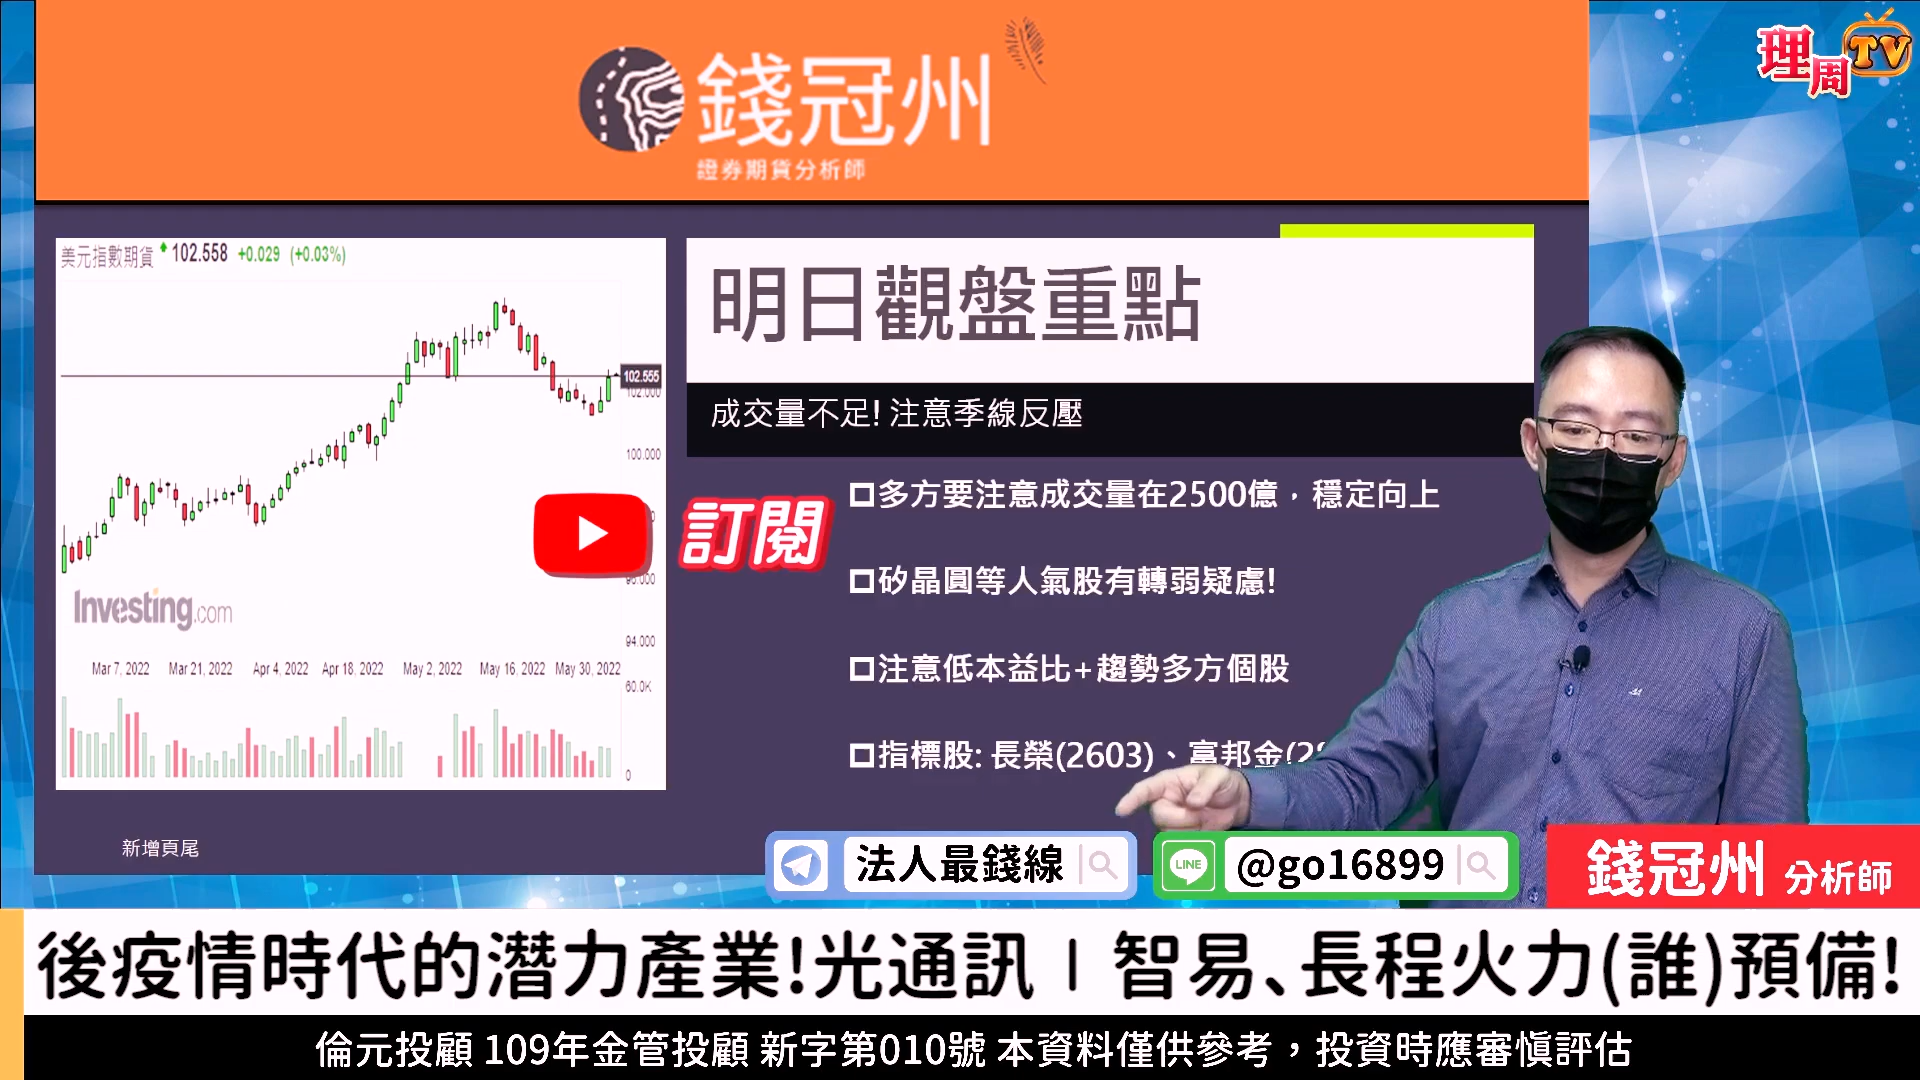 錢冠州
證券期貨分析師
理周TV
美元指數期貨 102.558 +0.029 (+0.03%)
102.555
102.000
100.000
94.000
Investing.com
Mar 7, 2022 Mar 21, 2022 Apr 4, 2022 Apr 18, 2022 May 2, 2022 May 16, 2022 May 30, 2022
60.0K
0
明日觀盤重點
成交量不足! 注意季線反壓
多方要注意成交量在2500億，穩定向上
矽晶圓等人氣股有轉弱疑慮!
注意低本益比+趨勢多方個股
指標股: 長榮(2603)、富邦金(2
訂閱
新增頁尾
法人最錢線
LINE @go16899
錢冠州 分析師
後疫情時代的潛力產業!光通訊｜智易、長程火力(誰)預備!
倫元投顧 109年金管投顧 新字第010號 本資料僅供參考，投資時應審慎評估